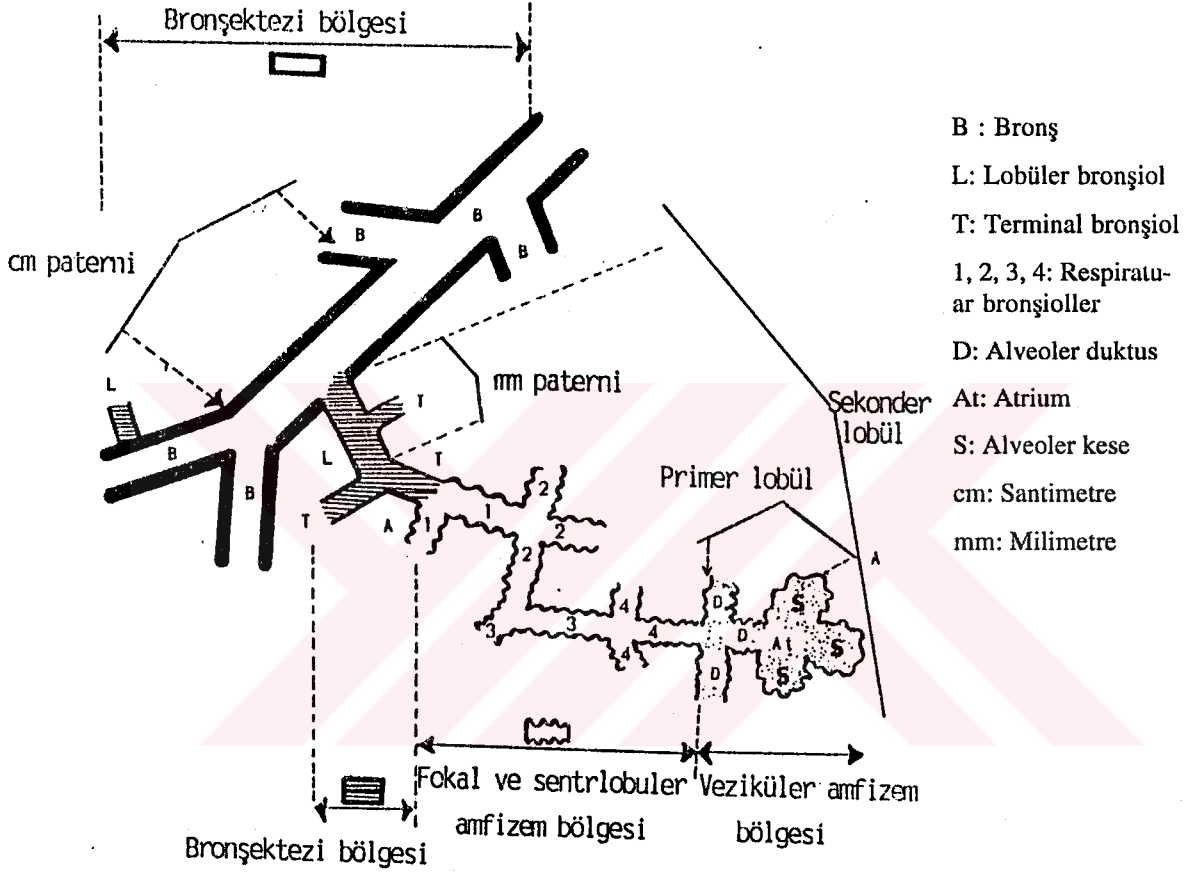 Bronşektezi bölgesi
B : Bronş
L: Lobüler bronşiol
T: Terminal bronşiol
1, 2, 3, 4: Respiratu-
ar bronşioller
D: Alveoler duktus
At: Atrium
S: Alveoler kese
cm: Santimetre
mm: Milimetre
B
B
B
cm paterni
L
mm paterni
T
B
L
T
B
T
A
Sekonder
lobül
Primer lobül
A
1
1
2
2
2
3
3
4
4
4
D
D
D
At
S
S
S
Fokal ve sentrlobuler
amfizem bölgesi
Veziküler amfizem
bölgesi
Bronşektezi bölgesi